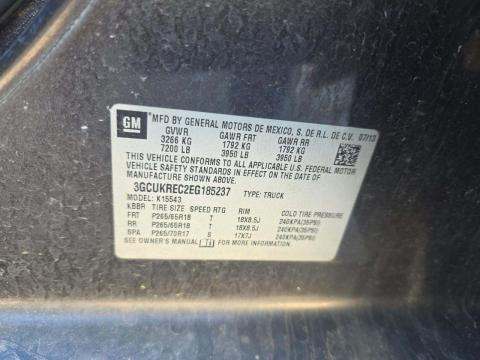 GM
MFD BY GENERAL MOTORS DE MEXICO, S. DE R.L. DE C.V. 07/13
GVWR GAWR FRT GAWR RR
3266 KG 1792 KG 1792 KG
7200 LB 3950 LB 3950 LB
THIS VEHICLE CONFORMS TO ALL APPLICABLE U.S. FEDERAL MOTOR
VEHICLE SAFETY STANDARDS IN EFFECT ON THE DATE OF
MANUFACTURE SHOWN ABOVE.
3GCUKREC2EG185237 TYPE: TRUCK
MODEL: K15543
KBBR TIRE SIZE SPEED RTG RIM COLD TIRE PRESSURE
FRT P265/65R18 T 18X8.5J 240KPA(35PSI)
RR P265/65R18 T 18X8.5J 240KPA(35PSI)
SPA P265/70R17 S 17X7J 240KPA(35PSI)
SEE OWNER'S MANUAL FOR ADDITIONAL INFORMATION.